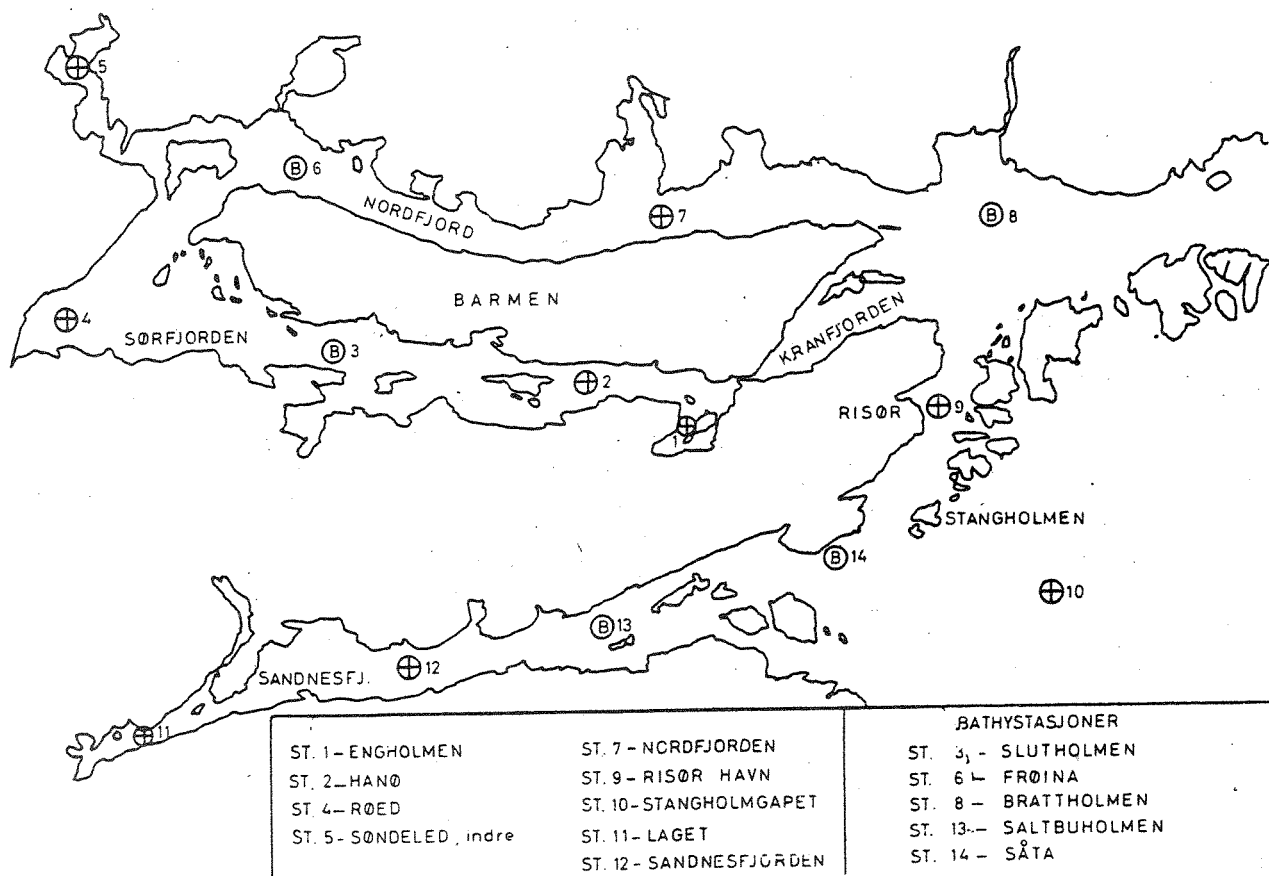 5
B 6
NORDFJORD
7
B 8
BARMEN
4
SØRFJORDEN
B 3
KRANFJORDEN
2
1
RISØR
9
STANGHOLMEN
B 14
10
B 13
12
SANDNESFJ.
11
ST. 1 - ENGHOLMEN
ST. 2 - HANØ
ST. 4 - RØED
ST. 5 - SØNDELED, indre
ST. 7 - NORDFJORDEN
ST. 9 - RISØR HAVN
ST. 10 - STANGHOLMGAPET
ST. 11 - LAGET
ST. 12 - SANDNESFJORDEN
BATHYSTASJONER
ST. 3, - SLUTHOLMEN
ST. 6 - FRØINA
ST. 8 - BRATTHOLMEN
ST. 13 - SALTBUHOLMEN
ST. 14 - SÅTA